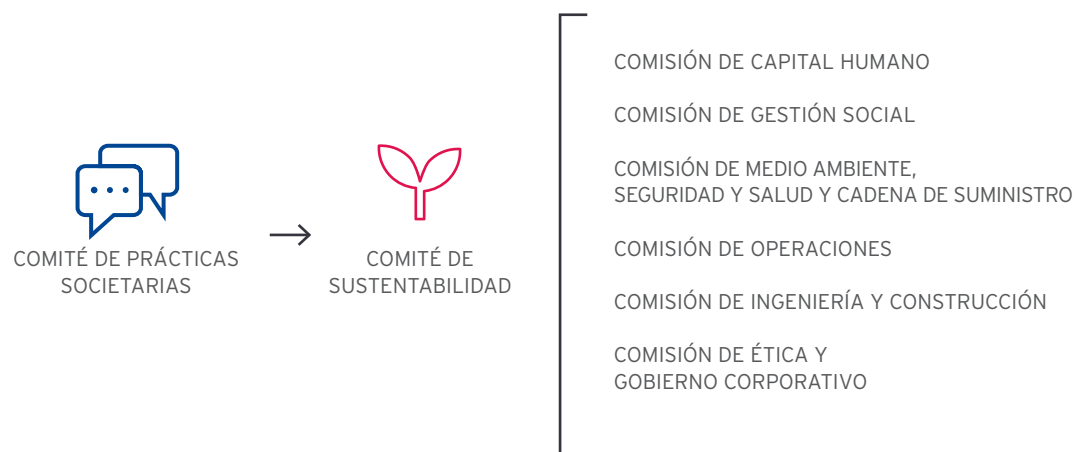 COMITÉ DE PRÁCTICAS
SOCIETARIAS
COMITÉ DE
SUSTENTABILIDAD
COMISIÓN DE CAPITAL HUMANO
COMISIÓN DE GESTIÓN SOCIAL
COMISIÓN DE MEDIO AMBIENTE,
SEGURIDAD Y SALUD Y CADENA DE SUMINISTRO
COMISIÓN DE OPERACIONES
COMISIÓN DE INGENIERÍA Y CONSTRUCCIÓN
COMISIÓN DE ÉTICA Y
GOBIERNO CORPORATIVO